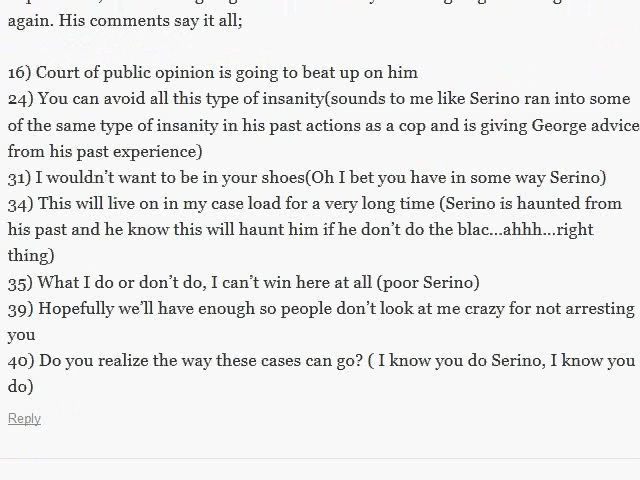 again. His comments say it all;
16) Court of public opinion is going to beat up on him
24) You can avoid all this type of insanity(sounds to me like Serino ran into some
of the same type of insanity in his past actions as a cop and is giving George advice
from his past experience)
31) I wouldn’t want to be in your shoes(Oh I bet you have in some way Serino)
34) This will live on in my case load for a very long time (Serino is haunted from
his past and he know this will haunt him if he don’t do the blac…ahhh…right
thing)
35) What I do or don’t do, I can’t win here at all (poor Serino)
39) Hopefully we’ll have enough so people don’t look at me crazy for not arresting
you
40) Do you realize the way these cases can go? ( I know you do Serino, I know you
do)
Reply